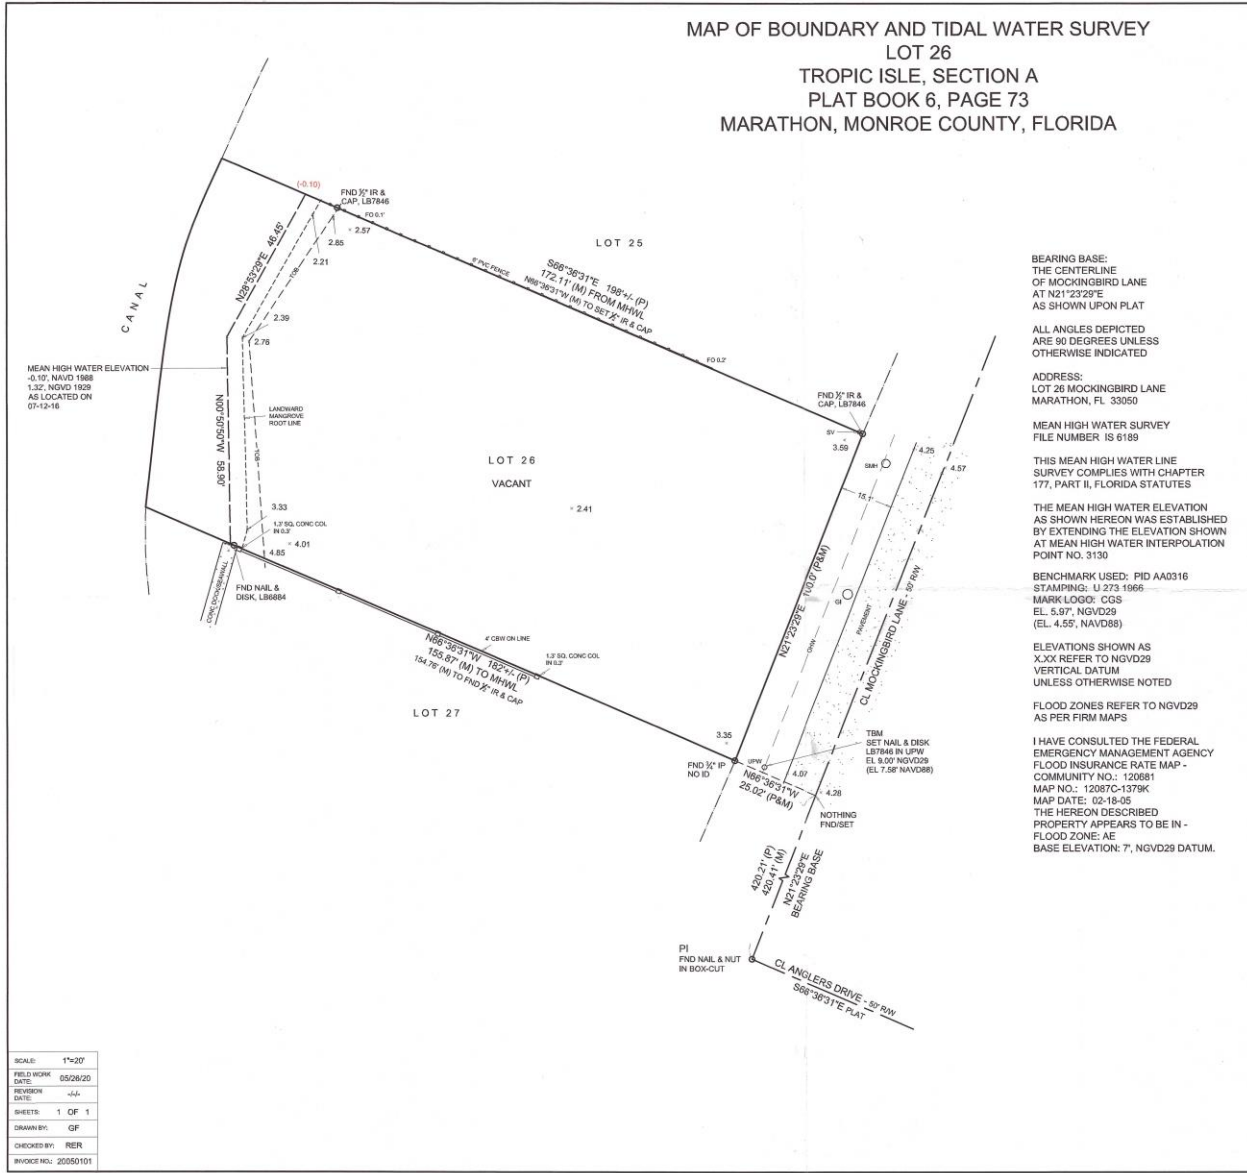 MAP OF BOUNDARY AND TIDAL WATER SURVEY
LOT 26
TROPIC ISLE, SECTION A
PLAT BOOK 6, PAGE 73
MARATHON, MONROE COUNTY, FLORIDA
(-0.10)
FND ½" IR &
CAP, LB7846
FO 0.1'
2.57
2.85
2.21
TOB
N28°53'29"E 46.45'
CANAL
LOT 25
6' PVC FENCE
S66°36'31"E 198'+/- (P)
172.11' (M) FROM MHWL
N66°36'31"W (M) TO SET ½" IR & CAP
FO 0.2'
2.39
2.76
MEAN HIGH WATER ELEVATION
-0.10', NAVD 1988
1.32', NGVD 1929
AS LOCATED ON
07-12-16
N00°50'50"W 58.90'
LANDWARD
MANGROVE
ROOT LINE
TOB
LOT 26
VACANT
2.41
3.33
1.3' SQ. CONC COL
IN 0.3'
4.01
4.85
CONC DOCK/SEAWALL
FND NAIL &
DISK, LB6884
4' CBW ON LINE
1.3' SQ. CONC COL
IN 0.2'
N66°36'31"W 182'+/- (P)
155.87' (M) TO MHWL
154.76' (M) TO FND ½" IR & CAP
LOT 27
FND ½" IR &
CAP, LB7846
SV
3.59
SMH
4.25
4.57
15.1'
N21°23'29"E 100.0' (P&M)
GI
OHW
PAVEMENT
CL MOCKINGBIRD LANE - 50' R/W
3.35
FND ¾" IP
NO ID
UPW
TBM
SET NAIL & DISK
LB7846 IN UPW
EL 9.00' NGVD29
(EL 7.58' NAVD88)
4.07
N66°36'31"W
25.02' (P&M)
4.28
NOTHING
FND/SET
420.21' (P)
420.41' (M)
N21°23'29"E
BEARING BASE
PI
FND NAIL & NUT
IN BOX-CUT
CL ANGLERS DRIVE - 50' R/W
S66°36'31"E PLAT
BEARING BASE:
THE CENTERLINE
OF MOCKINGBIRD LANE
AT N21°23'29"E
AS SHOWN UPON PLAT
ALL ANGLES DEPICTED
ARE 90 DEGREES UNLESS
OTHERWISE INDICATED
ADDRESS:
LOT 26 MOCKINGBIRD LANE
MARATHON, FL 33050
MEAN HIGH WATER SURVEY
FILE NUMBER IS 6189
THIS MEAN HIGH WATER LINE
SURVEY COMPLIES WITH CHAPTER
177, PART II, FLORIDA STATUTES
THE MEAN HIGH WATER ELEVATION
AS SHOWN HEREON WAS ESTABLISHED
BY EXTENDING THE ELEVATION SHOWN
AT MEAN HIGH WATER INTERPOLATION
POINT NO. 3130
BENCHMARK USED: PID AA0316
STAMPING: U 273 1966
MARK LOGO: CGS
EL. 5.97', NGVD29
(EL. 4.55', NAVD88)
ELEVATIONS SHOWN AS
X.XX REFER TO NGVD29
VERTICAL DATUM
UNLESS OTHERWISE NOTED
FLOOD ZONES REFER TO NGVD29
AS PER FIRM MAPS
I HAVE CONSULTED THE FEDERAL
EMERGENCY MANAGEMENT AGENCY
FLOOD INSURANCE RATE MAP -
COMMUNITY NO.: 120681
MAP NO.: 12087C-1379K
MAP DATE: 02-18-05
THE HEREON DESCRIBED
PROPERTY APPEARS TO BE IN -
FLOOD ZONE: AE
BASE ELEVATION: 7', NGVD29 DATUM.
SCALE: 1"=20'
FIELD WORK
DATE: 05/26/20
REVISION
DATE: -/-/-
SHEETS: 1 OF 1
DRAWN BY: GF
CHECKED BY: RER
INVOICE NO.: 20050101